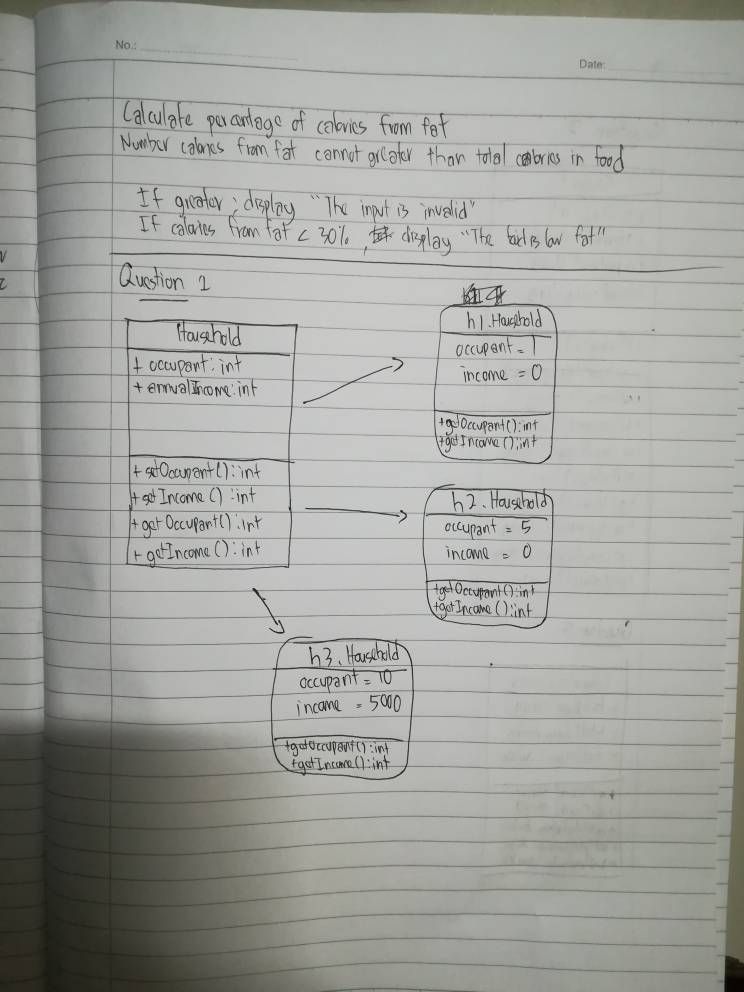 No.:
Date:
Calculate percentage of calories from fat
Number calories from fat cannot greater than total calories in food
If greater; display "The input is invalid"
If calories from fat < 30%, display "The food is low fat"
Question 1
Household
+ occupant: int
+ annualIncome: int
+ setOccupant(): int
+ setIncome(): int
+ getOccupant(): int
+ getIncome(): int
h1.Household
occupant = 1
income = 0
+getOccupant(): int
+getIncome(): int
h2.Household
occupant = 5
income = 0
+getOccupant(): int
+getIncome(): int
h3.Household
occupant = 10
income = 5000
+getOccupant(): int
+getIncome(): int